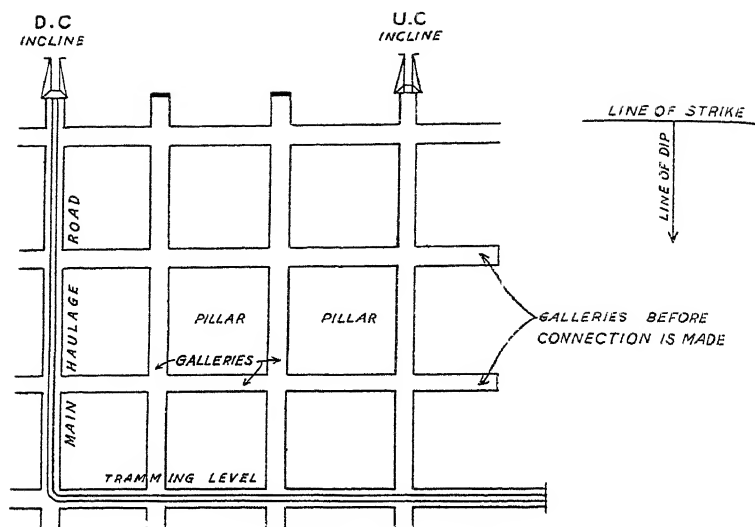 D.C
INCLINE
U.C
INCLINE
LINE OF STRIKE
LINE OF DIP
ROAD
HAULAGE
MAIN
PILLAR
PILLAR
GALLERIES
GALLERIES BEFORE
CONNECTION IS MADE
TRAMMING LEVEL